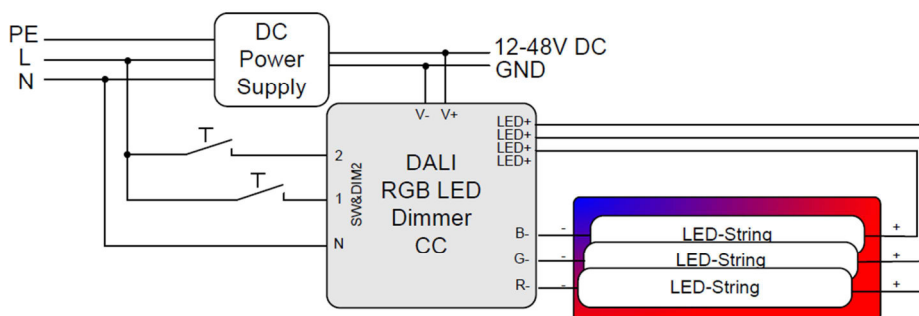 PE
L
N
DC
Power
Supply
12-48V DC
GND
V- V+
LED+
LED+
LED+
LED+
2
1
N
SW&DIM2
DALI
RGB LED
Dimmer
CC
B-
G-
R-
- LED-String +
- LED-String +
- LED-String +